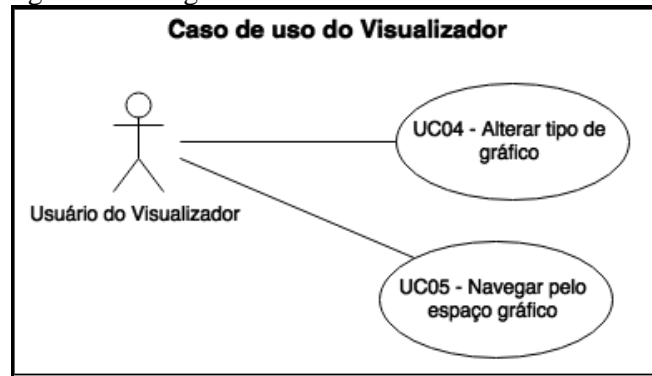 Caso de uso do Visualizador
UC04 - Alterar tipo de
gráfico
Usuário do Visualizador
UC05 - Navegar pelo
espaço gráfico